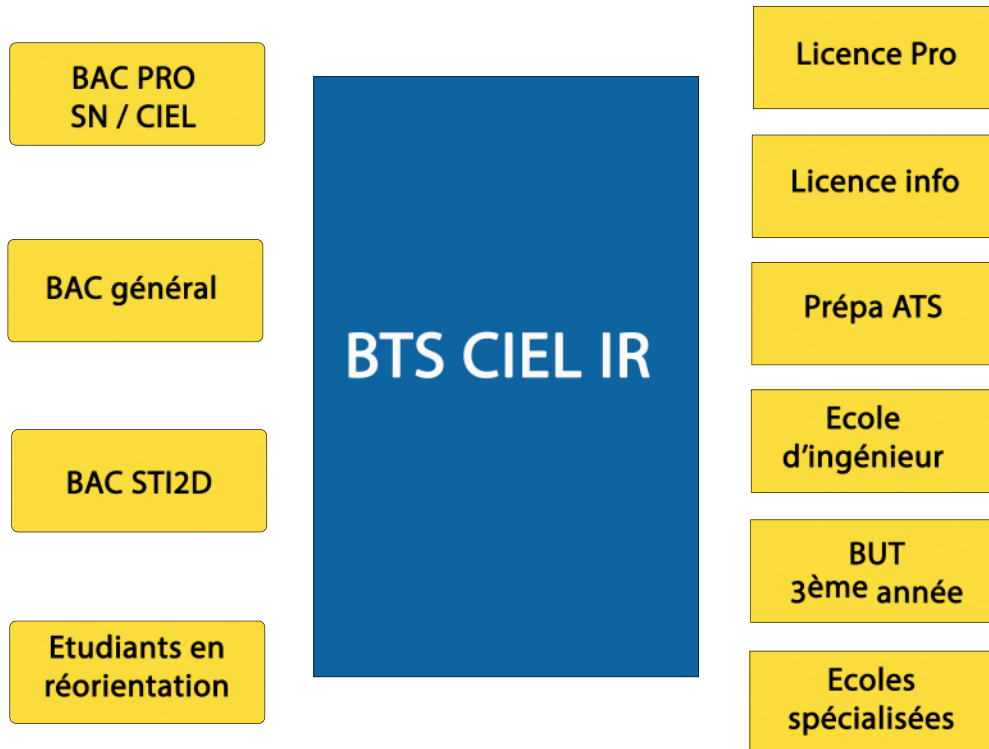 BAC PRO
SN / CIEL
BAC général
BAC STI2D
Etudiants en
réorientation
BTS CIEL IR
Licence Pro
Licence info
Prépa ATS
Ecole
d'ingénieur
BUT
3ème année
Ecoles
spécialisées